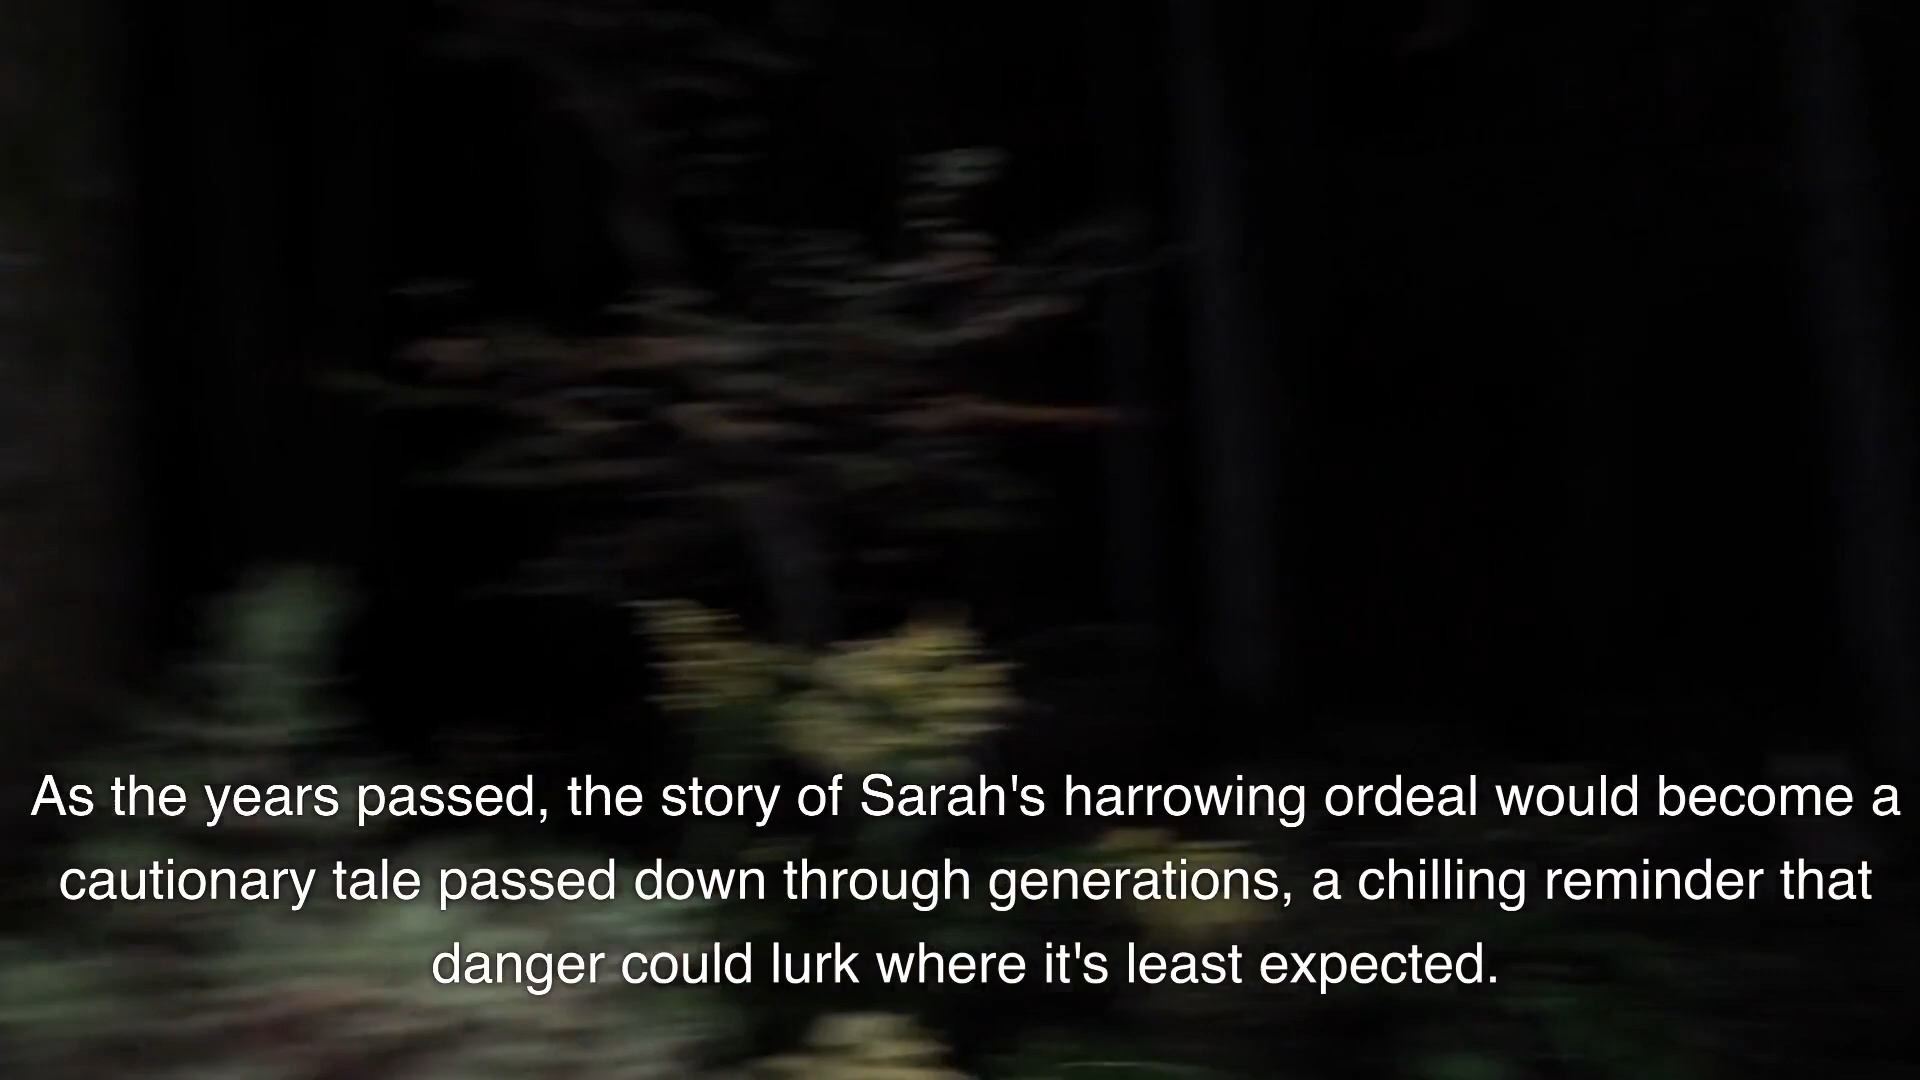 As the years passed, the story of Sarah's harrowing ordeal would become a
cautionary tale passed down through generations, a chilling reminder that
danger could lurk where it's least expected.